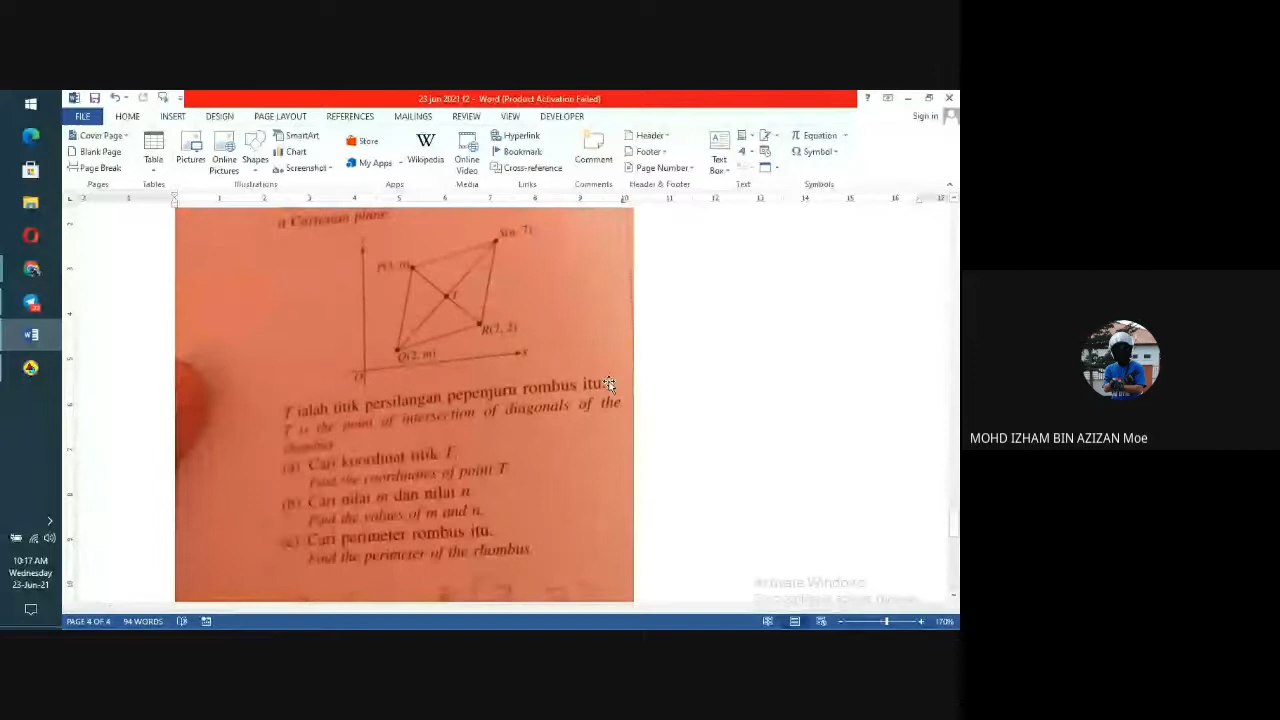 23 jun 2021 f2 - Word (Product Activation Failed)
FILE HOME INSERT DESIGN PAGE LAYOUT REFERENCES MAILINGS REVIEW VIEW DEVELOPER
Sign in
Cover Page
Blank Page
Page Break
Pages
Table
Tables
Pictures
Online Pictures
Shapes
SmartArt
Chart
Screenshot
Illustrations
Store
My Apps
Wikipedia
Apps
Online Video
Media
Hyperlink
Bookmark
Cross-reference
Links
Comment
Comments
Header
Footer
Page Number
Header & Footer
Text Box
Text
Equation
Symbol
Symbols
a Cartesian plane.
R(7, 2)
Q(2, m)
T
x
O
T ialah titik persilangan pepenjuru rombus itu.
T is the point of intersection of diagonals of the
rhombus.
(a) Cari koordinat titik T.
Find the coordinates of point T.
(b) Cari nilai m dan nilai n.
Find the values of m and n.
(c) Cari perimeter rombus itu.
Find the perimeter of the rhombus.
Activate Windows
PAGE 4 OF 4 94 WORDS
170%
10:17 AM
Wednesday
23-Jun-21
MOHD IZHAM BIN AZIZAN Moe